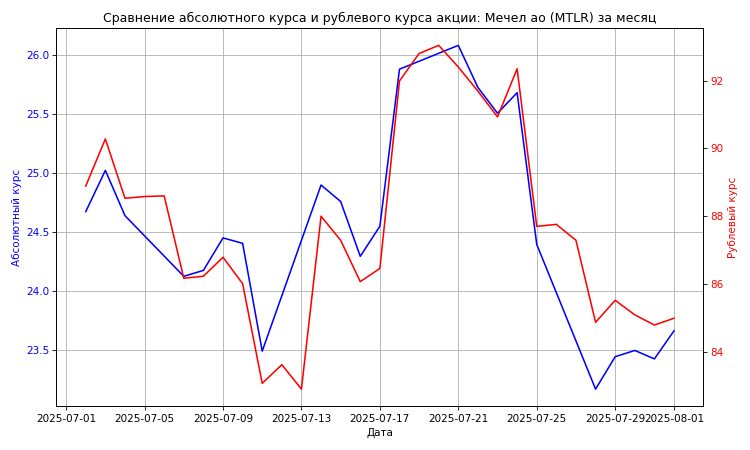 Сравнение абсолютного курса и рублевого курса акции: Мечел ао (MTLR) за месяц
Абсолютный курс
26.0
25.5
25.0
24.5
24.0
23.5
92
90
88
86
84
Рублевый курс
2025-07-01 2025-07-05 2025-07-09 2025-07-13 2025-07-17 2025-07-21 2025-07-25 2025-07-29 2025-08-01
Дата